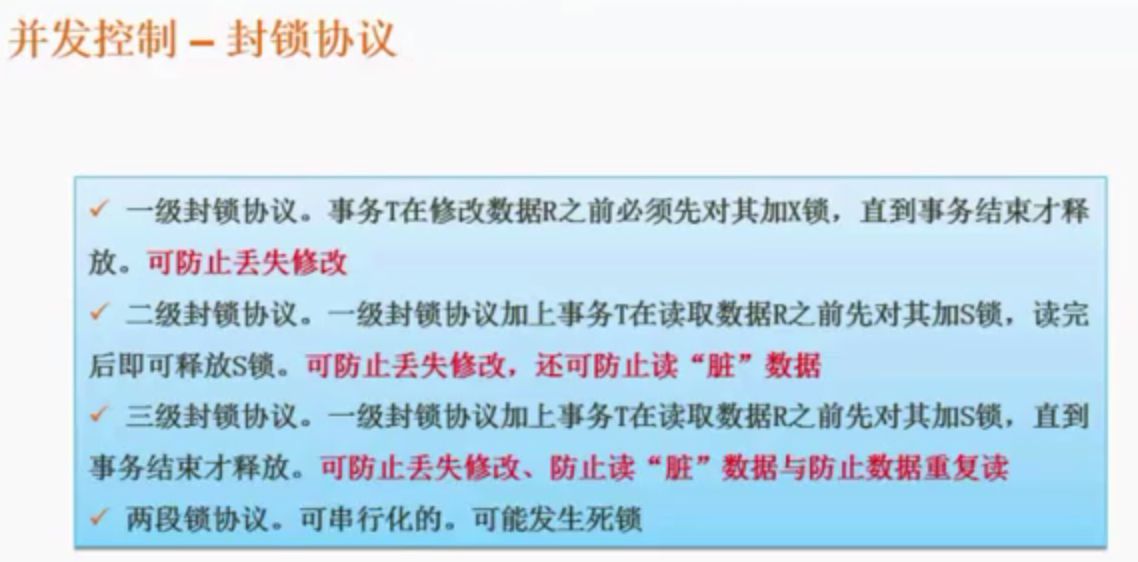 并发控制 – 封锁协议
✓ 一级封锁协议。事务T在修改数据R之前必须先对其加X锁，直到事务结束才释
放。可防止丢失修改
✓ 二级封锁协议。一级封锁协议加上事务T在读取数据R之前先对其加S锁，读完
后即可释放S锁。可防止丢失修改，还可防止读“脏”数据
✓ 三级封锁协议。一级封锁协议加上事务T在读取数据R之前先对其加S锁，直到
事务结束才释放。可防止丢失修改、防止读“脏”数据与防止数据重复读
✓ 两段锁协议。可串行化的。可能发生死锁